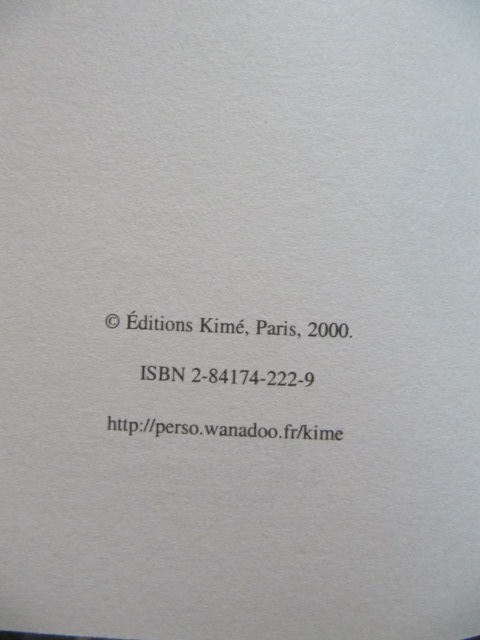 © Éditions Kimé, Paris, 2000.
ISBN 2-84174-222-9
http://perso.wanadoo.fr/kime